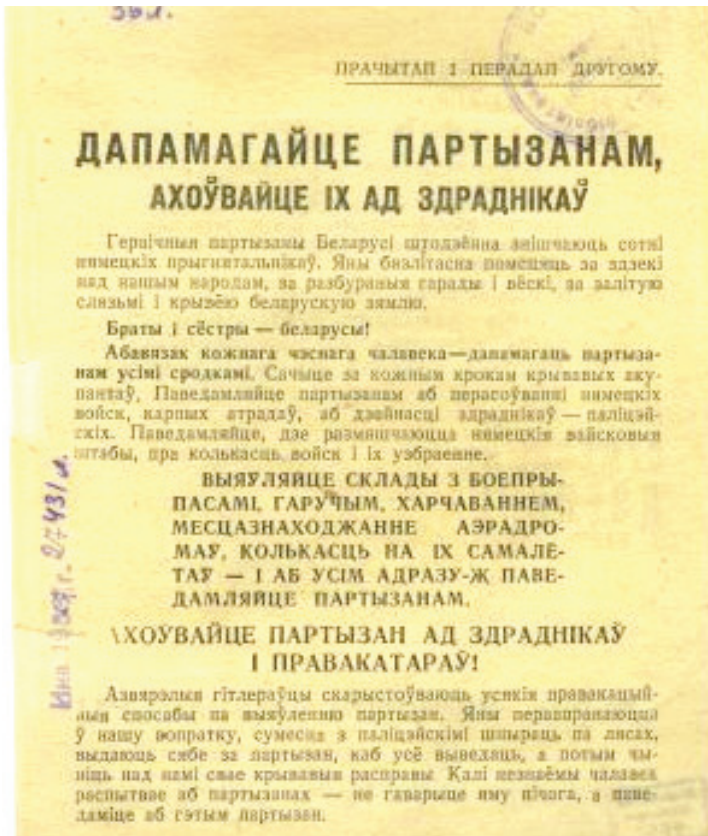 36 л.
ПРАЧЫТАЙ І ПЕРАДАЙ ДРУГОМУ.
ДАПАМАГАЙЦЕ ПАРТЫЗАНАМ,
АХОЎВАЙЦЕ ІХ АД ЗДРАДНІКАЎ
Гераічныя партызаны Беларусі штодзённа знішчаюць сотні
нямецкіх прыгнятальнікаў. Яны бязлітасна помсцяць за здзекі
над нашым народам, за разбураныя гарады і вёскі, за залітую
слязьмі і крывёю беларускую зямлю.
Браты і сёстры — беларусы!
Абавязак кожнага чэснага чалавека—дапамагаць партыза-
нам усімі сродкамі. Сачыце за кожным крокам крывавых аку-
пантаў. Паведамляйце партызанам аб перасоўванні нямецкіх
войск, карных атрадаў, аб дзейнасці здраднікаў — паліцэй-
скіх. Паведамляйце, дзе размяшчаюцца нямецкія вайсковыя
штабы, пра колькасць войск і іх узбраенне.
ВЫЯЎЛЯЙЦЕ СКЛАДЫ З БОЕПРЫ-
ПАСАМІ, ГАРУЧЫМ, ХАРЧАВАННЕМ,
МЕСЦАЗНАХОДЖАННЕ АЭРАДРО-
МАЎ, КОЛЬКАСЦЬ НА ІХ САМАЛЁ-
ТАЎ — І АБ УСІМ АДРАЗУ-Ж ПАВЕ-
ДАМЛЯЙЦЕ ПАРТЫЗАНАМ.
АХОЎВАЙЦЕ ПАРТЫЗАН АД ЗДРАДНІКАЎ
І ПРАВАКАТАРАЎ!
Азвярэлыя гітлераўцы скарыстоўваюць усякія правакацый-
ныя спосабы па выяўленню партызан. Яны пераапранаюцца
ў нашу вопратку, сумесна з паліцэйскімі шныраць па лясах,
выдаюць сябе за партызан, каб усё выведаць, а потым чы-
ніць над намі свае крывавыя расправы. Калі незнаёмы чалавек
распытвае аб партызанах — не гаварыце яму нічога, а паве-
даміце аб гэтым партызан.